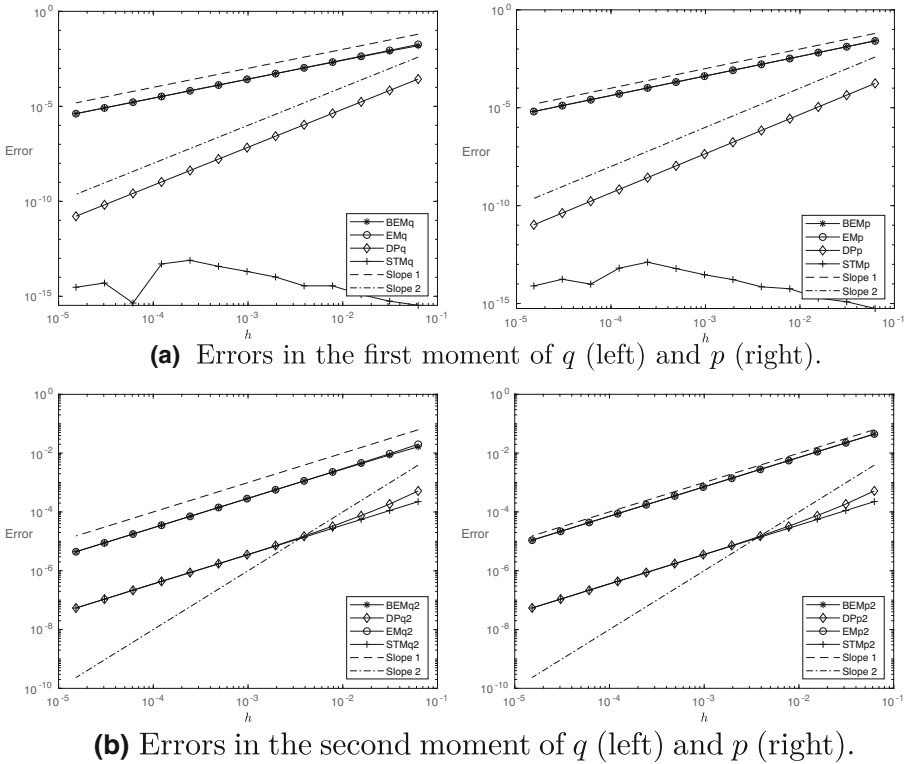 10^0
10^-5
Error
10^-10
10^-15
10^-5 10^-4 10^-3 10^-2 10^-1
h
BEMq
EMq
DPq
STMq
Slope 1
Slope 2
10^0
10^-5
Error
10^-10
10^-15
10^-5 10^-4 10^-3 10^-2 10^-1
h
BEMp
EMp
DPp
STMp
Slope 1
Slope 2
(a) Errors in the first moment of q (left) and p (right).
10^0
10^-2
10^-4
Error
10^-6
10^-8
10^-10
10^-5 10^-4 10^-3 10^-2 10^-1
h
BEMq2
DPq2
EMq2
STMq2
Slope 1
Slope 2
10^0
10^-2
10^-4
Error
10^-6
10^-8
10^-10
10^-5 10^-4 10^-3 10^-2 10^-1
h
BEMp2
DPp2
EMp2
STMp2
Slope 1
Slope 2
(b) Errors in the second moment of q (left) and p (right).